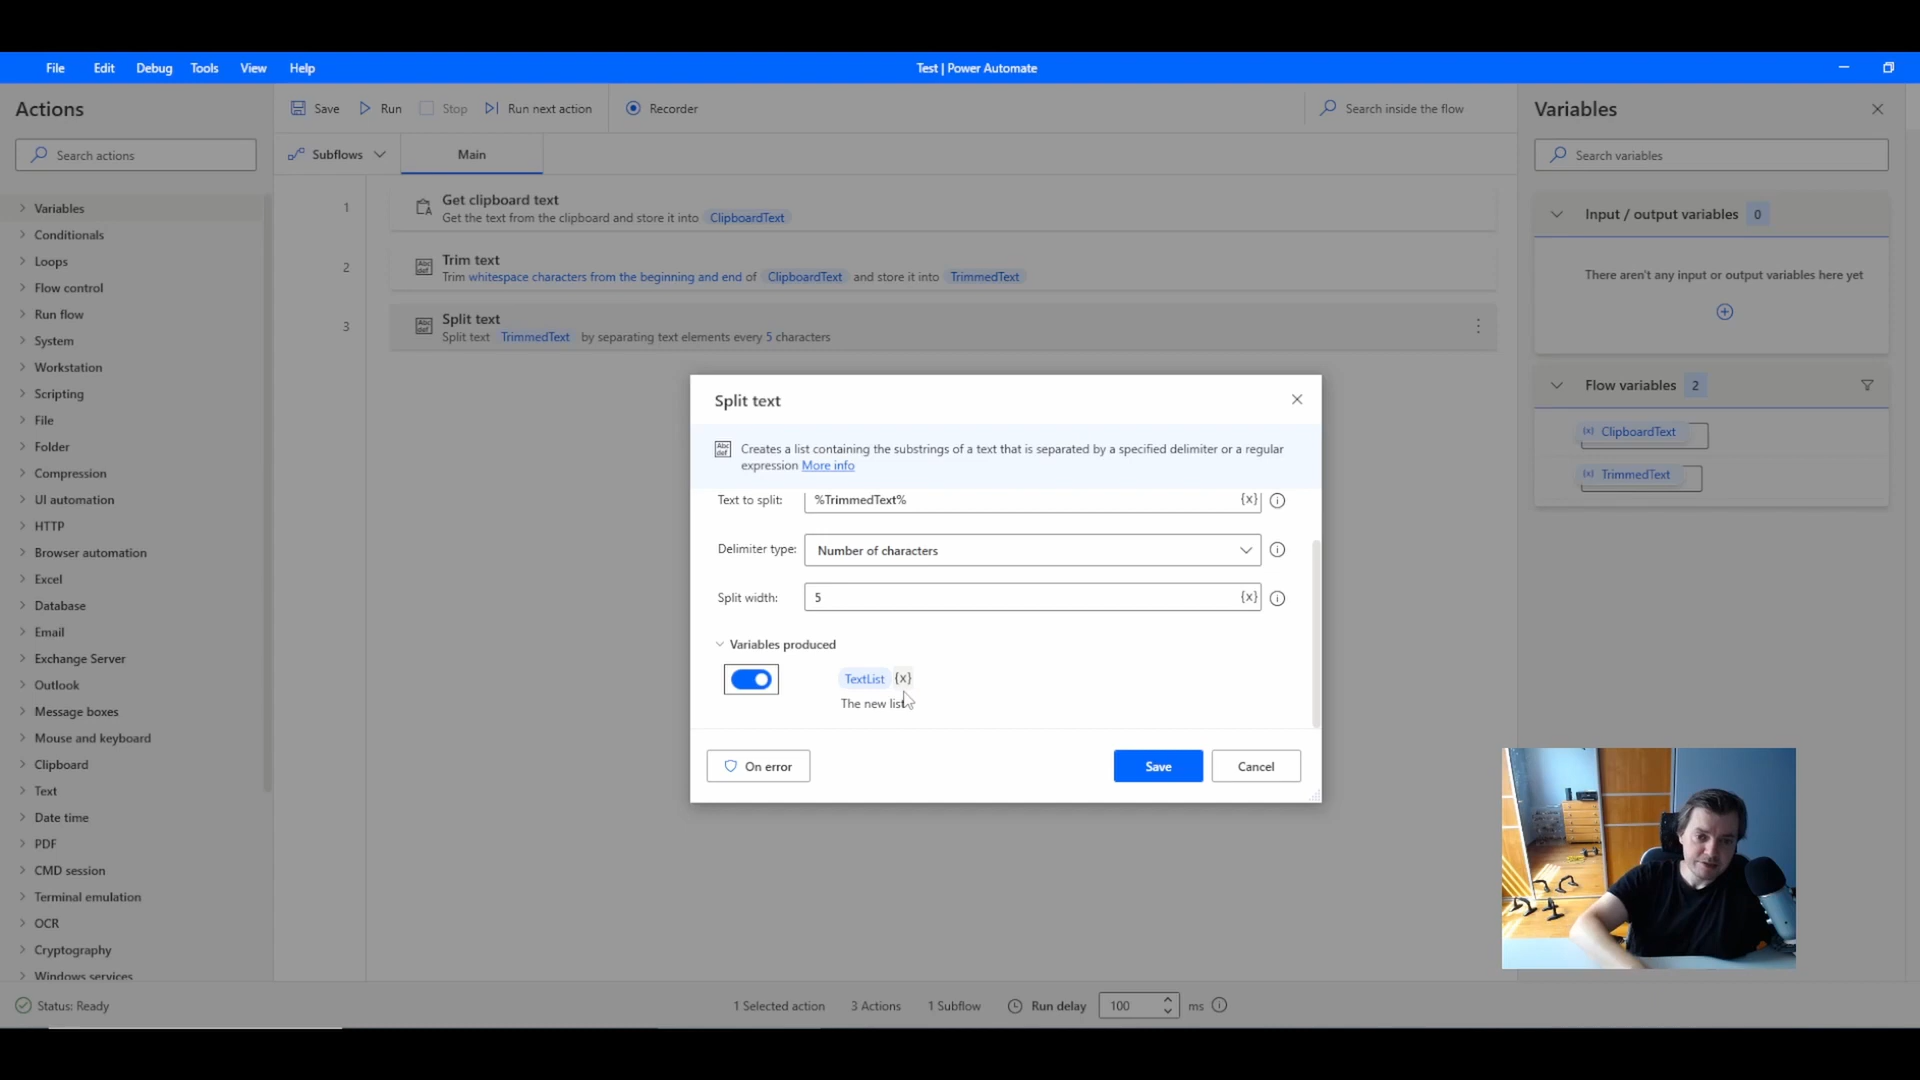 File Edit Debug Tools View Help
Test | Power Automate
Actions
Search actions
Variables
Conditionals
Loops
Flow control
Run flow
System
Workstation
Scripting
File
Folder
Compression
UI automation
HTTP
Browser automation
Excel
Database
Email
Exchange Server
Outlook
Message boxes
Mouse and keyboard
Clipboard
Text
Date time
PDF
CMD session
Terminal emulation
OCR
Cryptography
Windows services
Save Run Stop Run next action Recorder
Search inside the flow
Subflows Main
1 Get clipboard text
Get the text from the clipboard and store it into ClipboardText
2 Trim text
Trim whitespace characters from the beginning and end of ClipboardText and store it into TrimmedText
3 Split text
Split text TrimmedText by separating text elements every 5 characters
Split text
Abc def Creates a list containing the substrings of a text that is separated by a specified delimiter or a regular
expression More info
Text to split: %TrimmedText% {x}
Delimiter type: Number of characters
Split width: 5 {x}
Variables produced
TextList {x}
The new list
On error Save Cancel
Variables
Search variables
Input / output variables 0
There aren't any input or output variables here yet
Flow variables 2
{x} ClipboardText
{x} TrimmedText
Status: Ready 1 Selected action 3 Actions 1 Subflow Run delay 100 ms